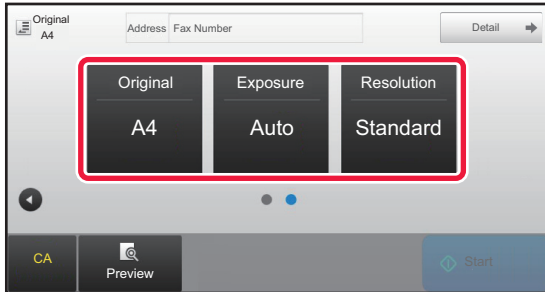 Original
A4
Address Fax Number
Detail
Original Exposure Resolution
A4 Auto Standard
CA
Preview
Start